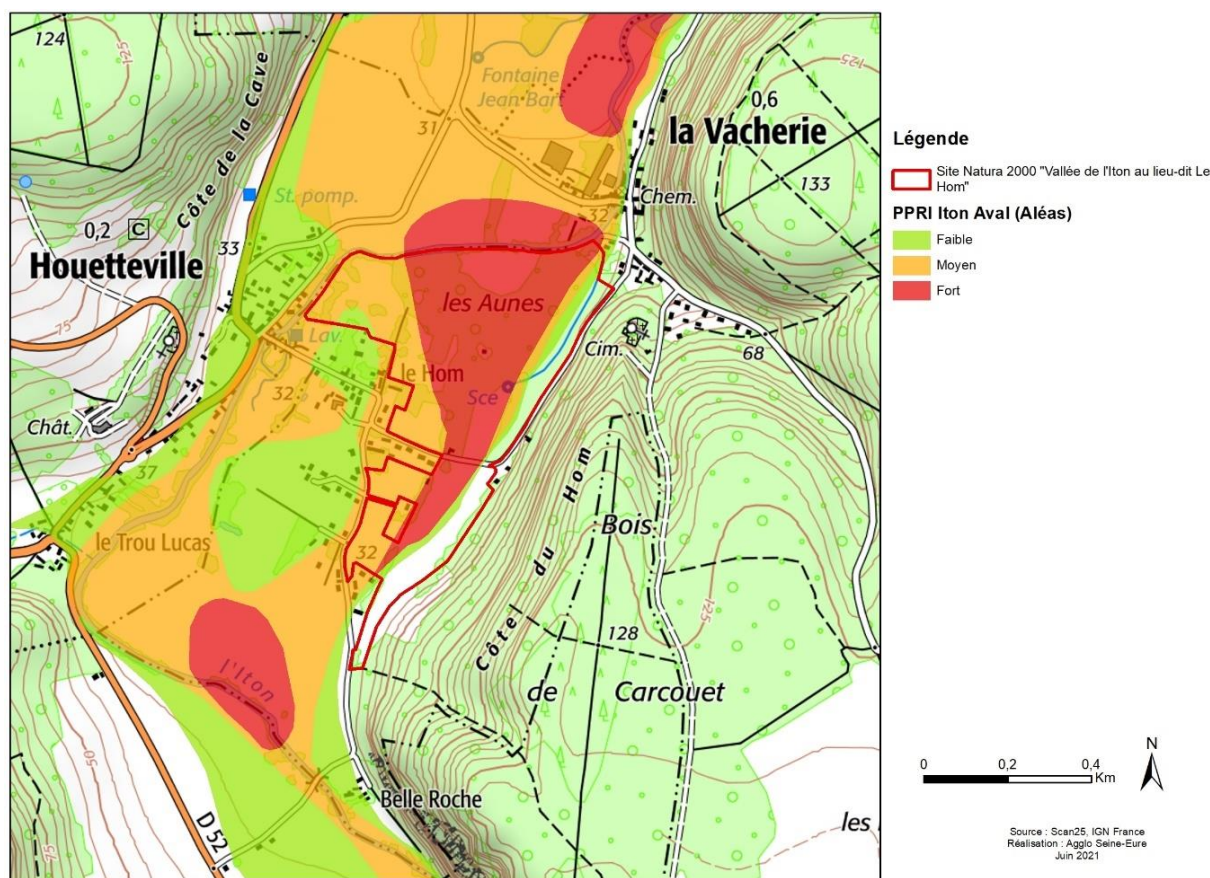 124
125
Fontaine
Jean Bart
0,6
la Vacherie
125
133
Côte de la Cave
31
St. pomp.
32
Chem.
0,2 C
33
Houetteville
75
les Aunes
Lav.
le Hom
Cim.
68
32
Sce
Chât.
37
le Trou Lucas
32
Côte du Hom
Bois
125
128
de Carcouet
l'Iton
50
D 52
Belle Roche
75
les
Légende
Site Natura 2000 "Vallée de l'Iton au lieu-dit Le
Hom"
PPRI Iton Aval (Aléas)
Faible
Moyen
Fort
N
0 0,2 0,4
Km
Source : Scan25, IGN France
Réalisation : Agglo Seine-Eure
Juin 2021